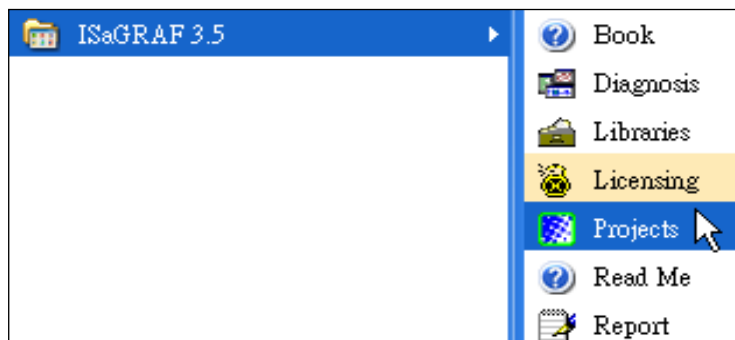 ISaGRAF 3.5
Book
Diagnosis
Libraries
Licensing
Projects
Read Me
Report